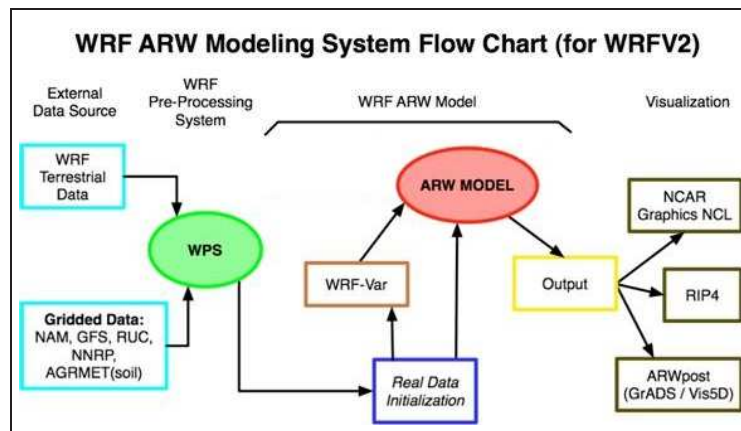 WRF ARW Modeling System Flow Chart (for WRFV2)
External
Data Source
WRF
Pre-Processing
System
WRF ARW Model
Visualization
WRF
Terrestrial
Data
ARW MODEL
NCAR
Graphics NCL
WPS
WRF-Var
Output
RIP4
Gridded Data:
NAM, GFS, RUC,
NNRP,
AGRMET(soil)
Real Data
Initialization
ARWpost
(GrADS / Vis5D)